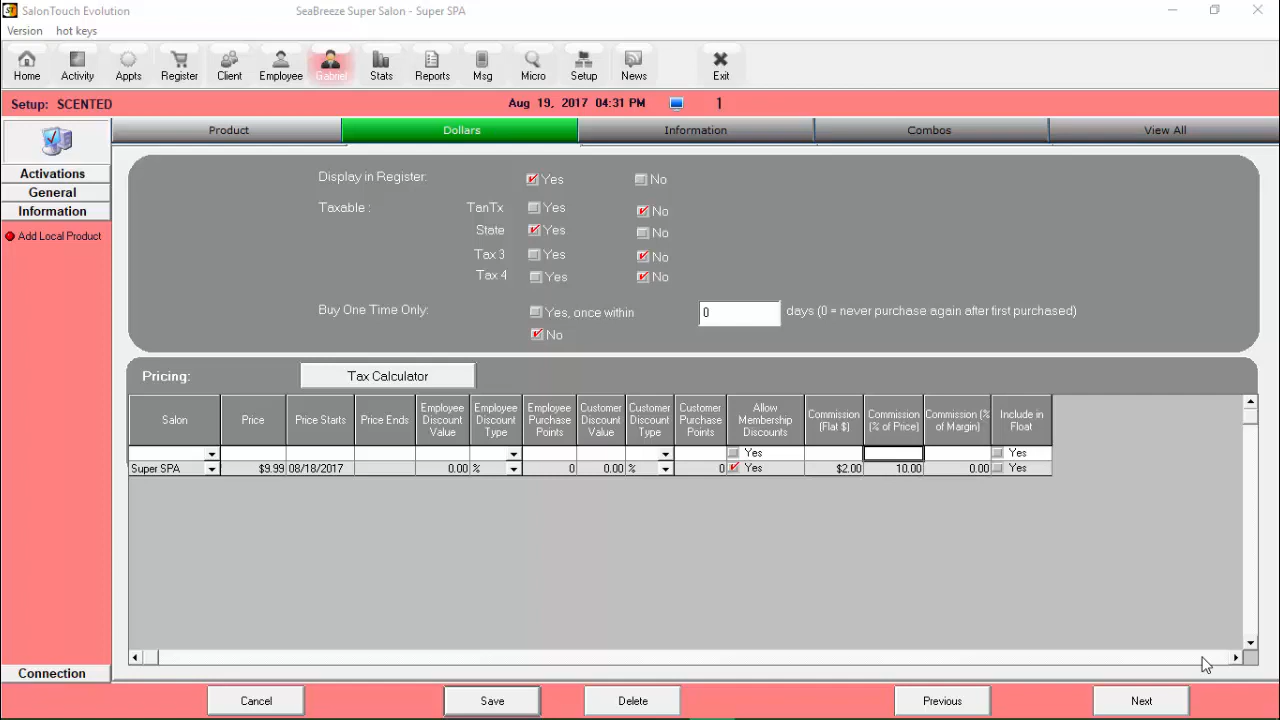 SalonTouch Evolution
SeaBreeze Super Salon - Super SPA
Version hot keys
Home Activity Appts Register Client Employee Gabriel Stats Reports Msg Micro Setup News Exit
Setup: SCENTED
Aug 19, 2017 04:31 PM
1
Product Dollars Information Combos View All
Activations
General
Information
Add Local Product
Connection
Display in Register: Yes No
Taxable : TanTx Yes No
State Yes No
Tax 3 Yes No
Tax 4 Yes No
Buy One Time Only: Yes, once within 0 days (0 = never purchase again after first purchased)
No
Pricing: Tax Calculator
Salon Price Price Starts Price Ends Employee Discount Value Employee Discount Type Employee Purchase Points Customer Discount Value Customer Discount Type Customer Purchase Points Allow Membership Discounts Commission (Flat $) Commission (% of Price) Commission (% of Margin) Include in Float
Yes Yes
Super SPA $9.99 08/18/2017 0.00 % 0 0.00 % 0 Yes $2.00 10.00 0.00 Yes
Cancel Save Delete Previous Next